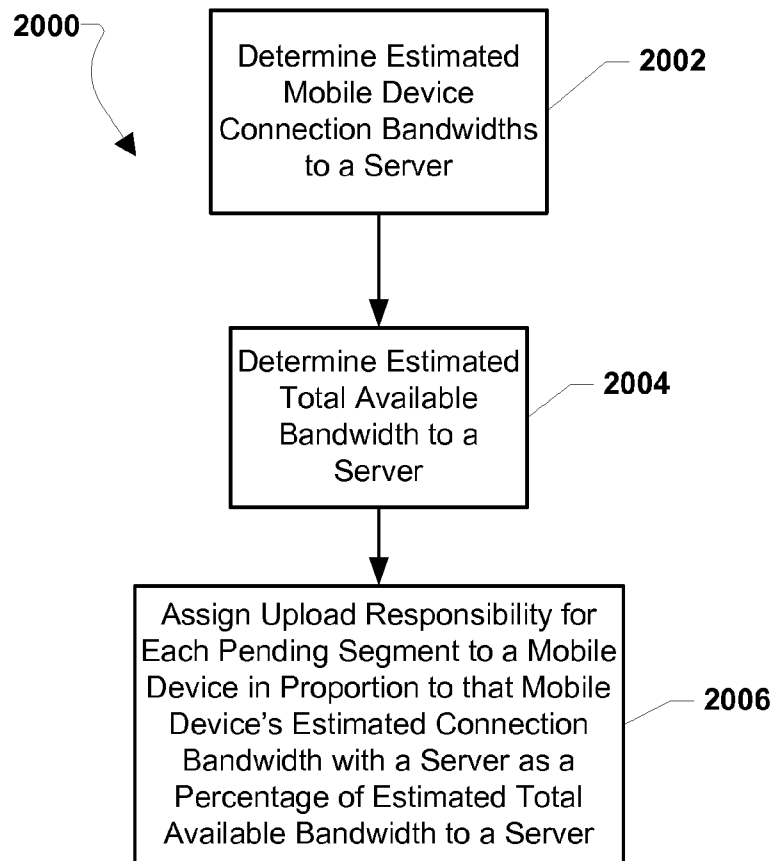 2000
Determine Estimated
Mobile Device
Connection Bandwidths
to a Server
2002
Determine Estimated
Total Available
Bandwidth to a
Server
2004
Assign Upload Responsibility for
Each Pending Segment to a Mobile
Device in Proportion to that Mobile
Device's Estimated Connection
Bandwidth with a Server as a
Percentage of Estimated Total
Available Bandwidth to a Server
2006